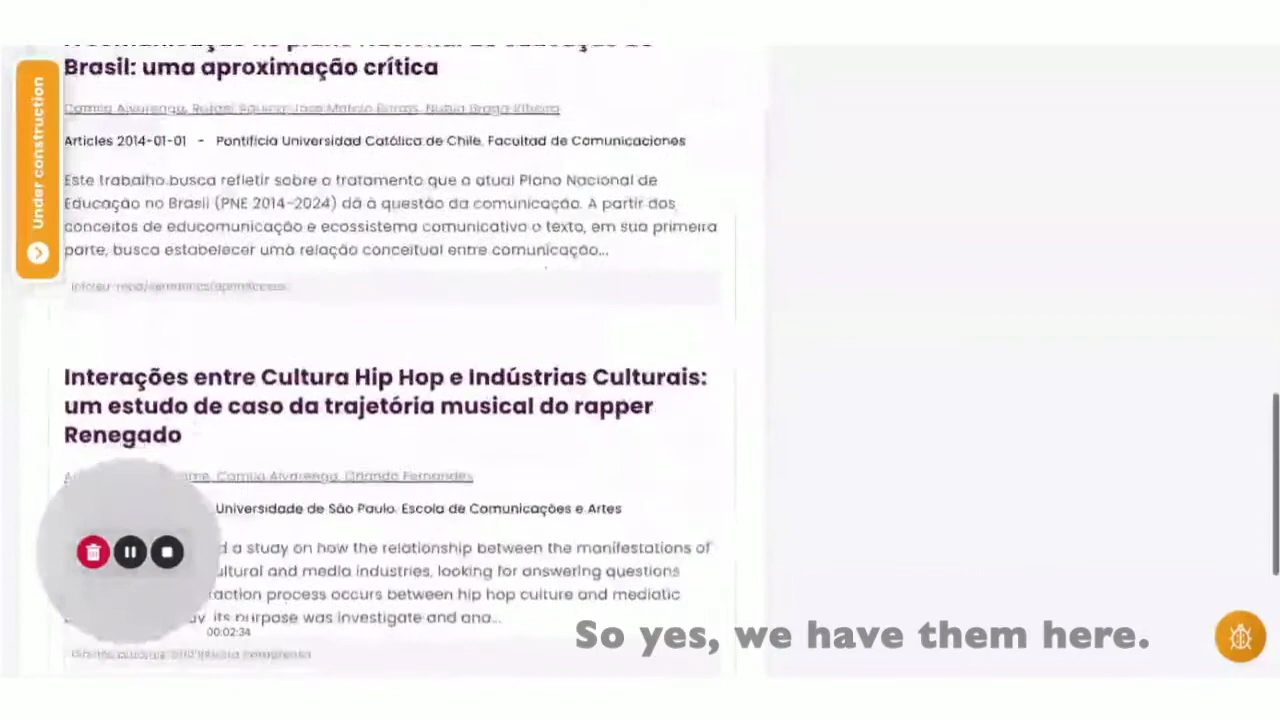 Brasil: uma aproximação crítica
Under construction
Articles 2014-01-01 - Pontificia Universidad Católica de Chile. Facultad de Comunicaciones
Este trabalho busca refletir sobre o tratamento que o atual Plano Nacional de
Educação no Brasil (PNE 2014-2024) dá à questão da comunicação. A partir dos
conceitos de educomunicação e ecossistema comunicativo o texto, em sua primeira
parte, busca estabelecer uma relação conceitual entre comunicação...
Interações entre Cultura Hip Hop e Indústrias Culturais:
um estudo de caso da trajetória musical do rapper
Renegado
Camila Alvarenga, Orlando Fernandes
Universidade de São Paulo. Escola de Comunicações e Artes
a study on how the relationship between the manifestations of
and media industries, looking for answering questions
process occurs between hip hop culture and mediatic
its purpose was investigate and ana...
00:02:34
So yes, we have them here.